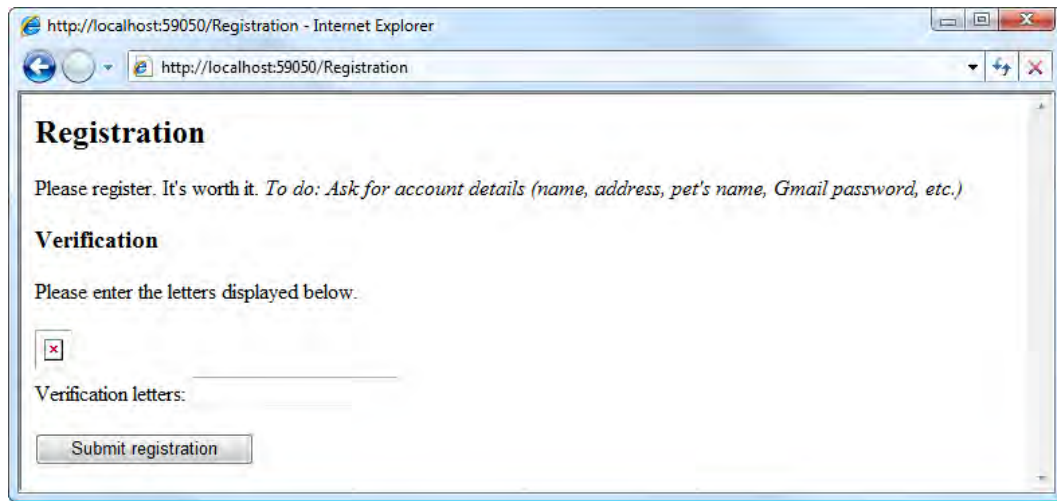 http://localhost:59050/Registration - Internet Explorer
http://localhost:59050/Registration
Registration
Please register. It's worth it. To do: Ask for account details (name, address, pet's name, Gmail password, etc.)
Verification
Please enter the letters displayed below.
Verification letters:
Submit registration